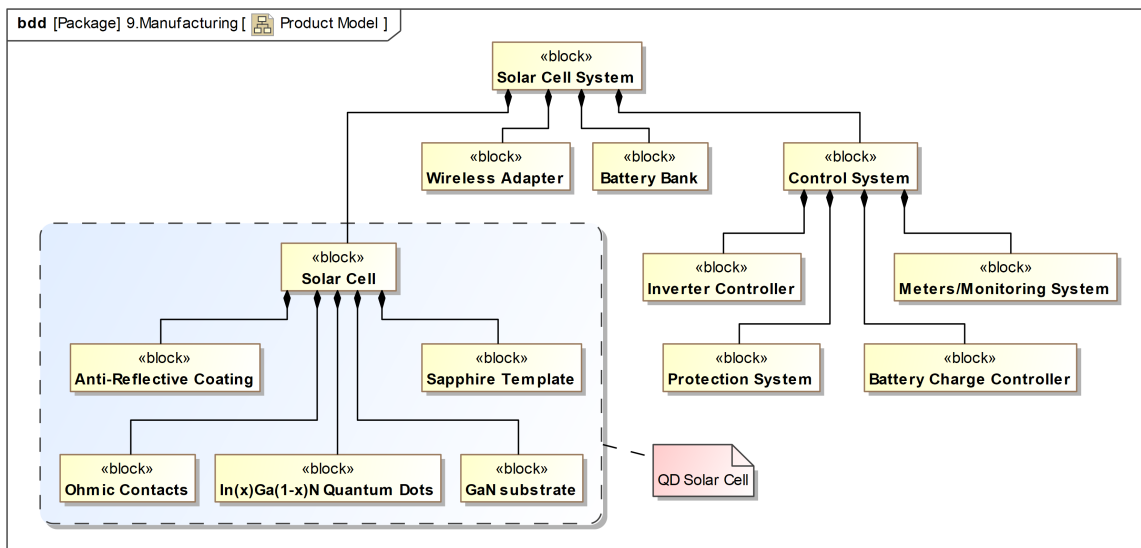 bdd [Package] 9.Manufacturing [ Product Model ]
«block»
Solar Cell System
«block»
Wireless Adapter
«block»
Battery Bank
«block»
Control System
«block»
Solar Cell
«block»
Inverter Controller
«block»
Meters/Monitoring System
«block»
Anti-Reflective Coating
«block»
Sapphire Template
«block»
Protection System
«block»
Battery Charge Controller
«block»
Ohmic Contacts
«block»
In(x)Ga(1-x)N Quantum Dots
«block»
GaN substrate
QD Solar Cell